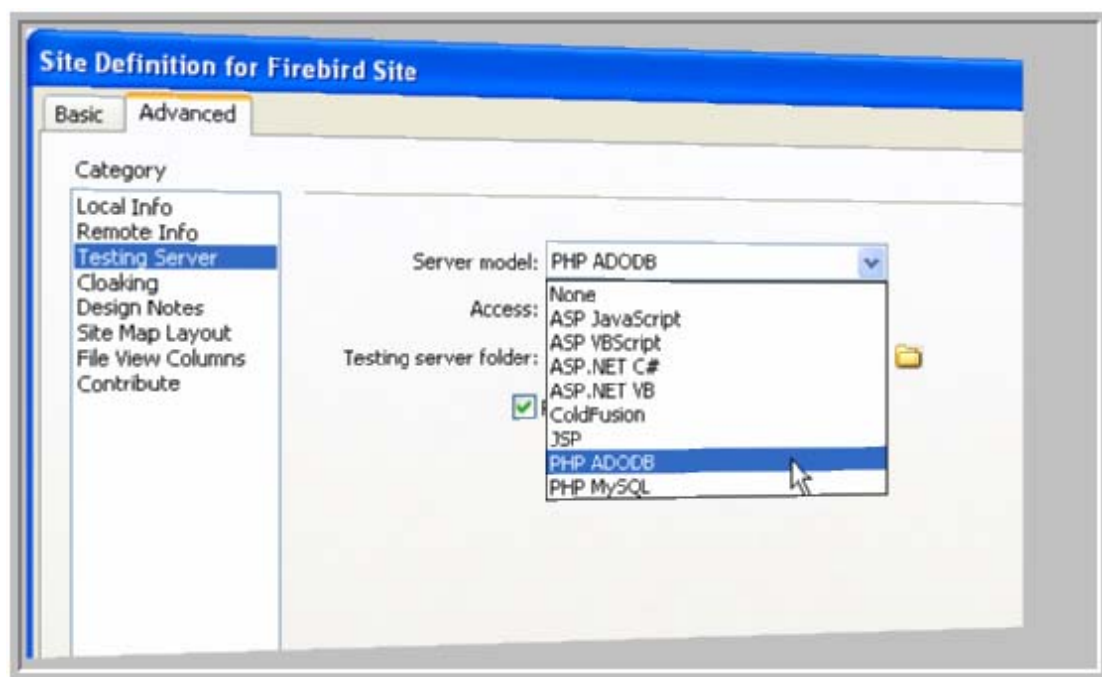 Site Definition for Firebird Site
Basic
Advanced
Category
Local Info
Remote Info
Testing Server
Cloaking
Design Notes
Site Map Layout
File View Columns
Contribute
Server model: PHP ADODB
Access:
Testing server folder:
None
ASP JavaScript
ASP VBScript
ASP.NET C#
ASP.NET VB
ColdFusion
JSP
PHP ADODB
PHP MySQL